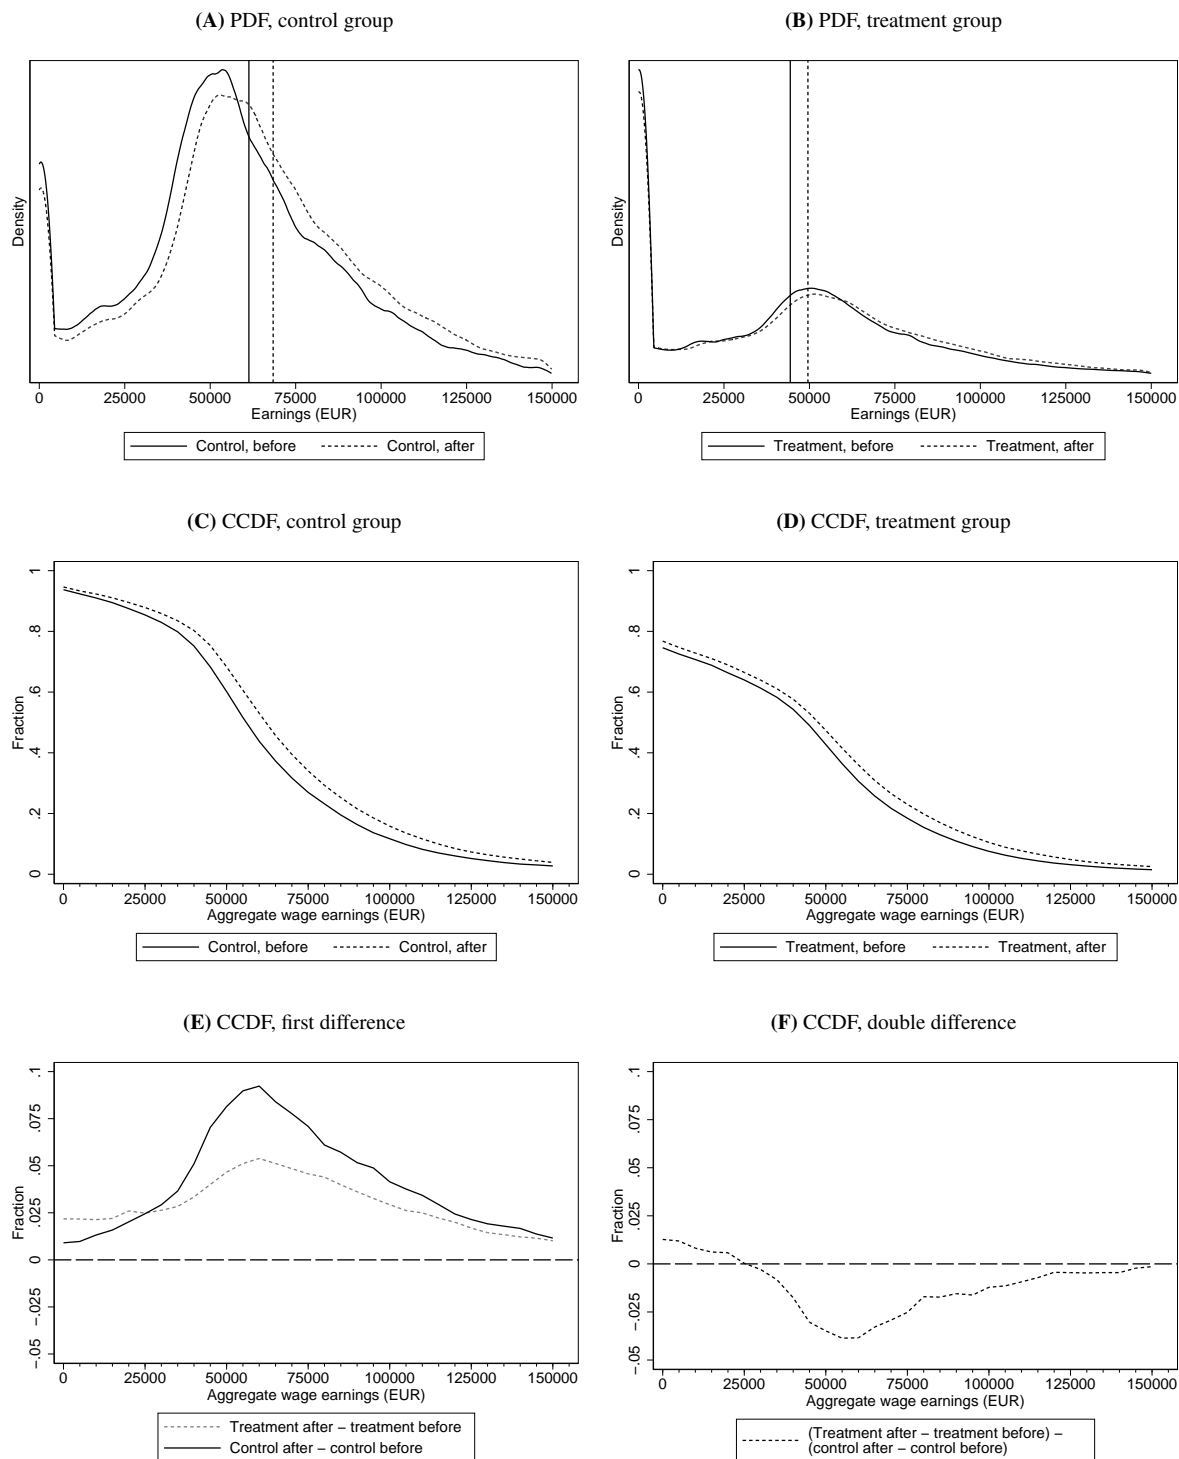 (A) PDF, control group
Density
0 25000 50000 75000 100000 125000 150000
Earnings (EUR)
Control, before Control, after
(B) PDF, treatment group
Density
0 25000 50000 75000 100000 125000 150000
Earnings (EUR)
Treatment, before Treatment, after
(C) CCDF, control group
Fraction
0 .2 .4 .6 .8 1
0 25000 50000 75000 100000 125000 150000
Aggregate wage earnings (EUR)
Control, before Control, after
(D) CCDF, treatment group
Fraction
0 .2 .4 .6 .8 1
0 25000 50000 75000 100000 125000 150000
Aggregate wage earnings (EUR)
Treatment, before Treatment, after
(E) CCDF, first difference
Fraction
−.05 −.025 0 .025 .05 .075 .1
0 25000 50000 75000 100000 125000 150000
Aggregate wage earnings (EUR)
Treatment after − treatment before
Control after − control before
(F) CCDF, double difference
Fraction
−.05 −.025 0 .025 .05 .075 .1
0 25000 50000 75000 100000 125000 150000
Aggregate wage earnings (EUR)
(Treatment after − treatment before) −
(control after − control before)